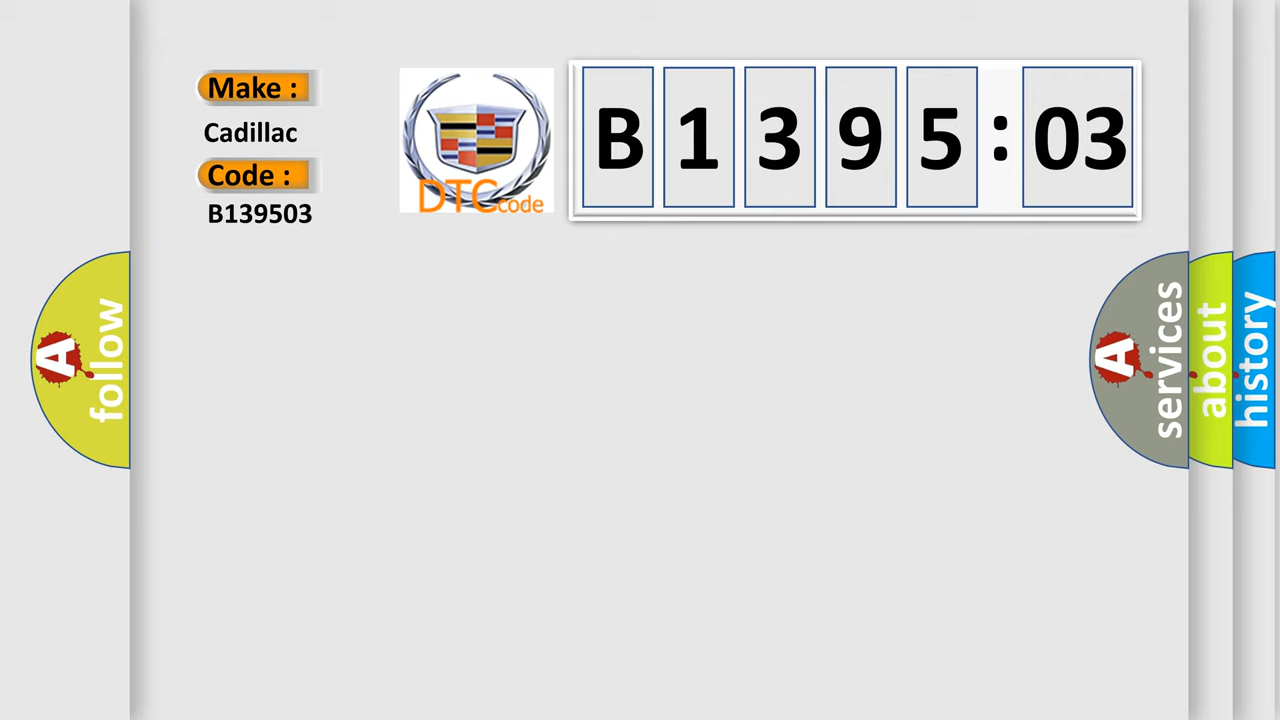 Make :
Cadillac
Code :
B139503
DTCcode
B 1 3 9 5 : 03
A follow
A services
about
history